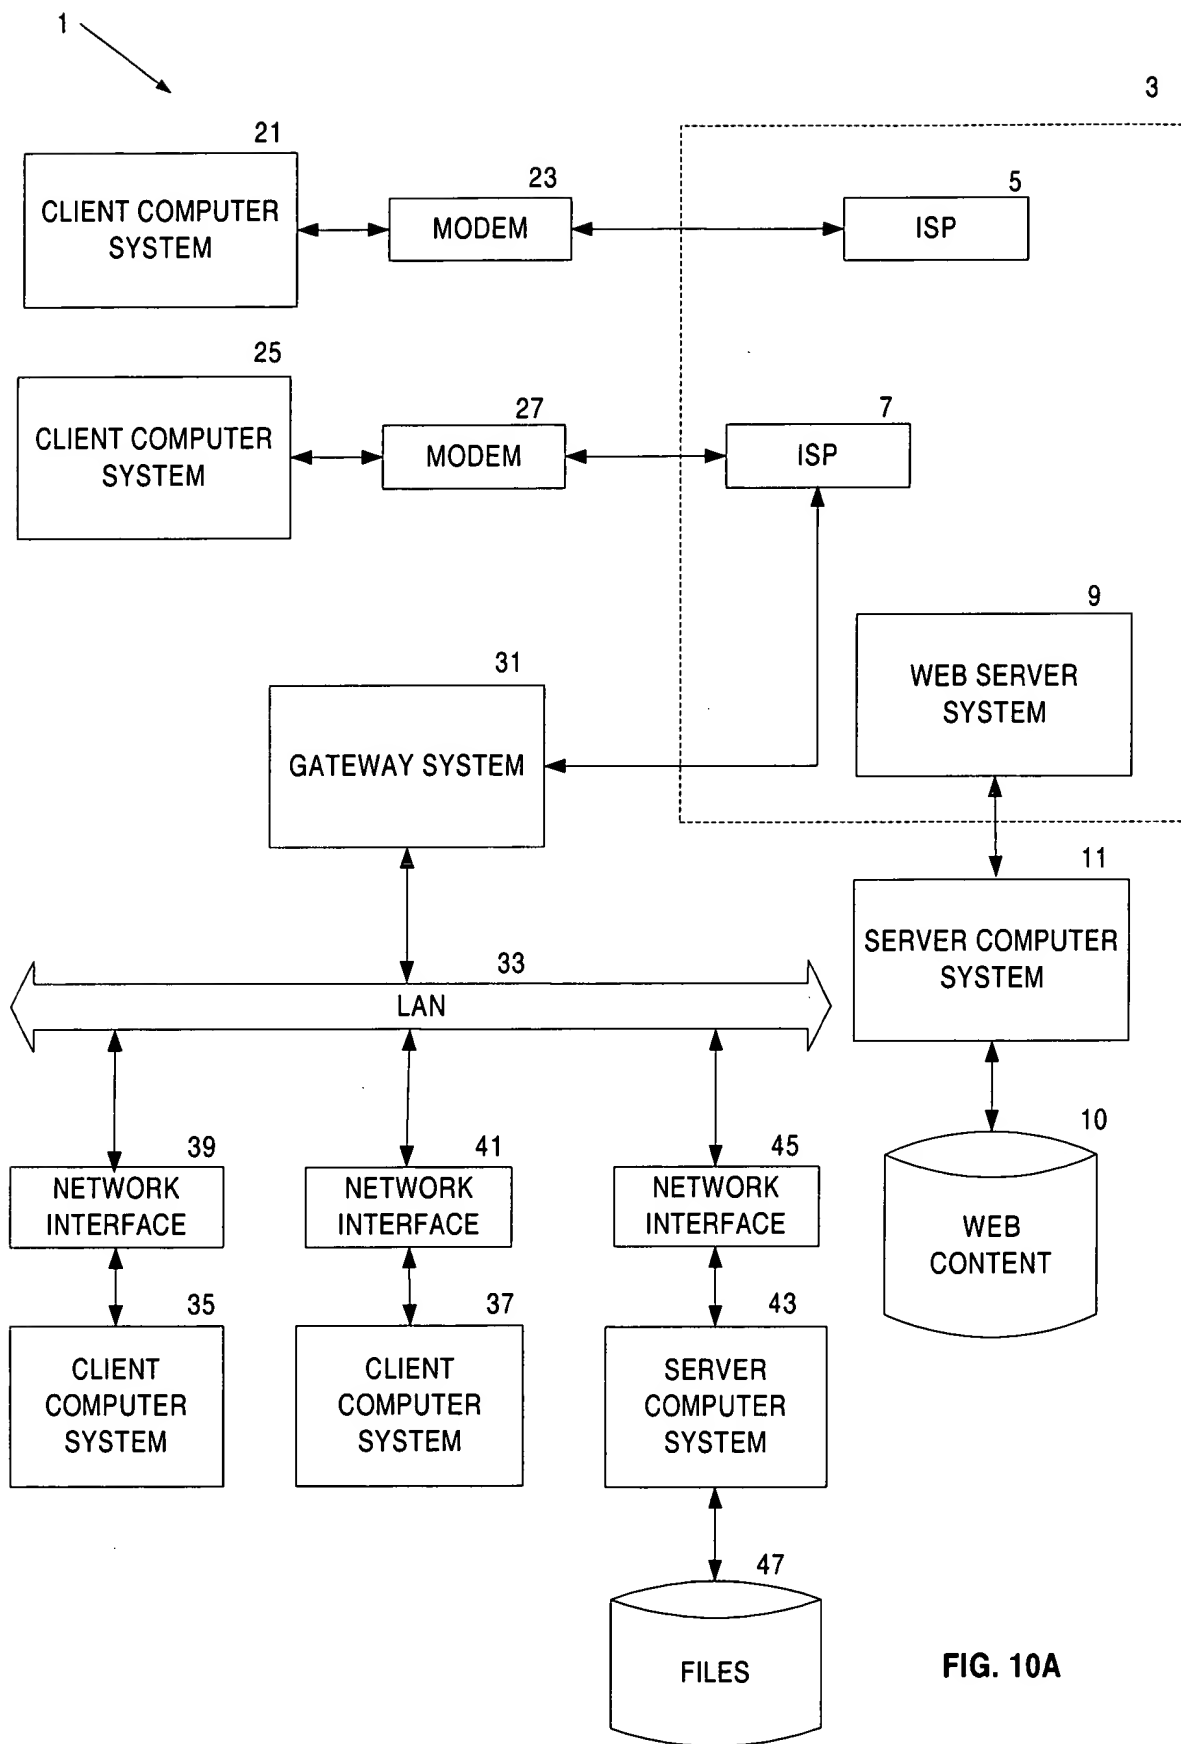 1
3
21
CLIENT COMPUTER
SYSTEM
23
MODEM
5
ISP
25
CLIENT COMPUTER
SYSTEM
27
MODEM
7
ISP
9
WEB SERVER
SYSTEM
31
GATEWAY SYSTEM
11
SERVER COMPUTER
SYSTEM
33
LAN
10
WEB
CONTENT
39
NETWORK
INTERFACE
41
NETWORK
INTERFACE
45
NETWORK
INTERFACE
35
CLIENT
COMPUTER
SYSTEM
37
CLIENT
COMPUTER
SYSTEM
43
SERVER
COMPUTER
SYSTEM
47
FILES
FIG. 10A